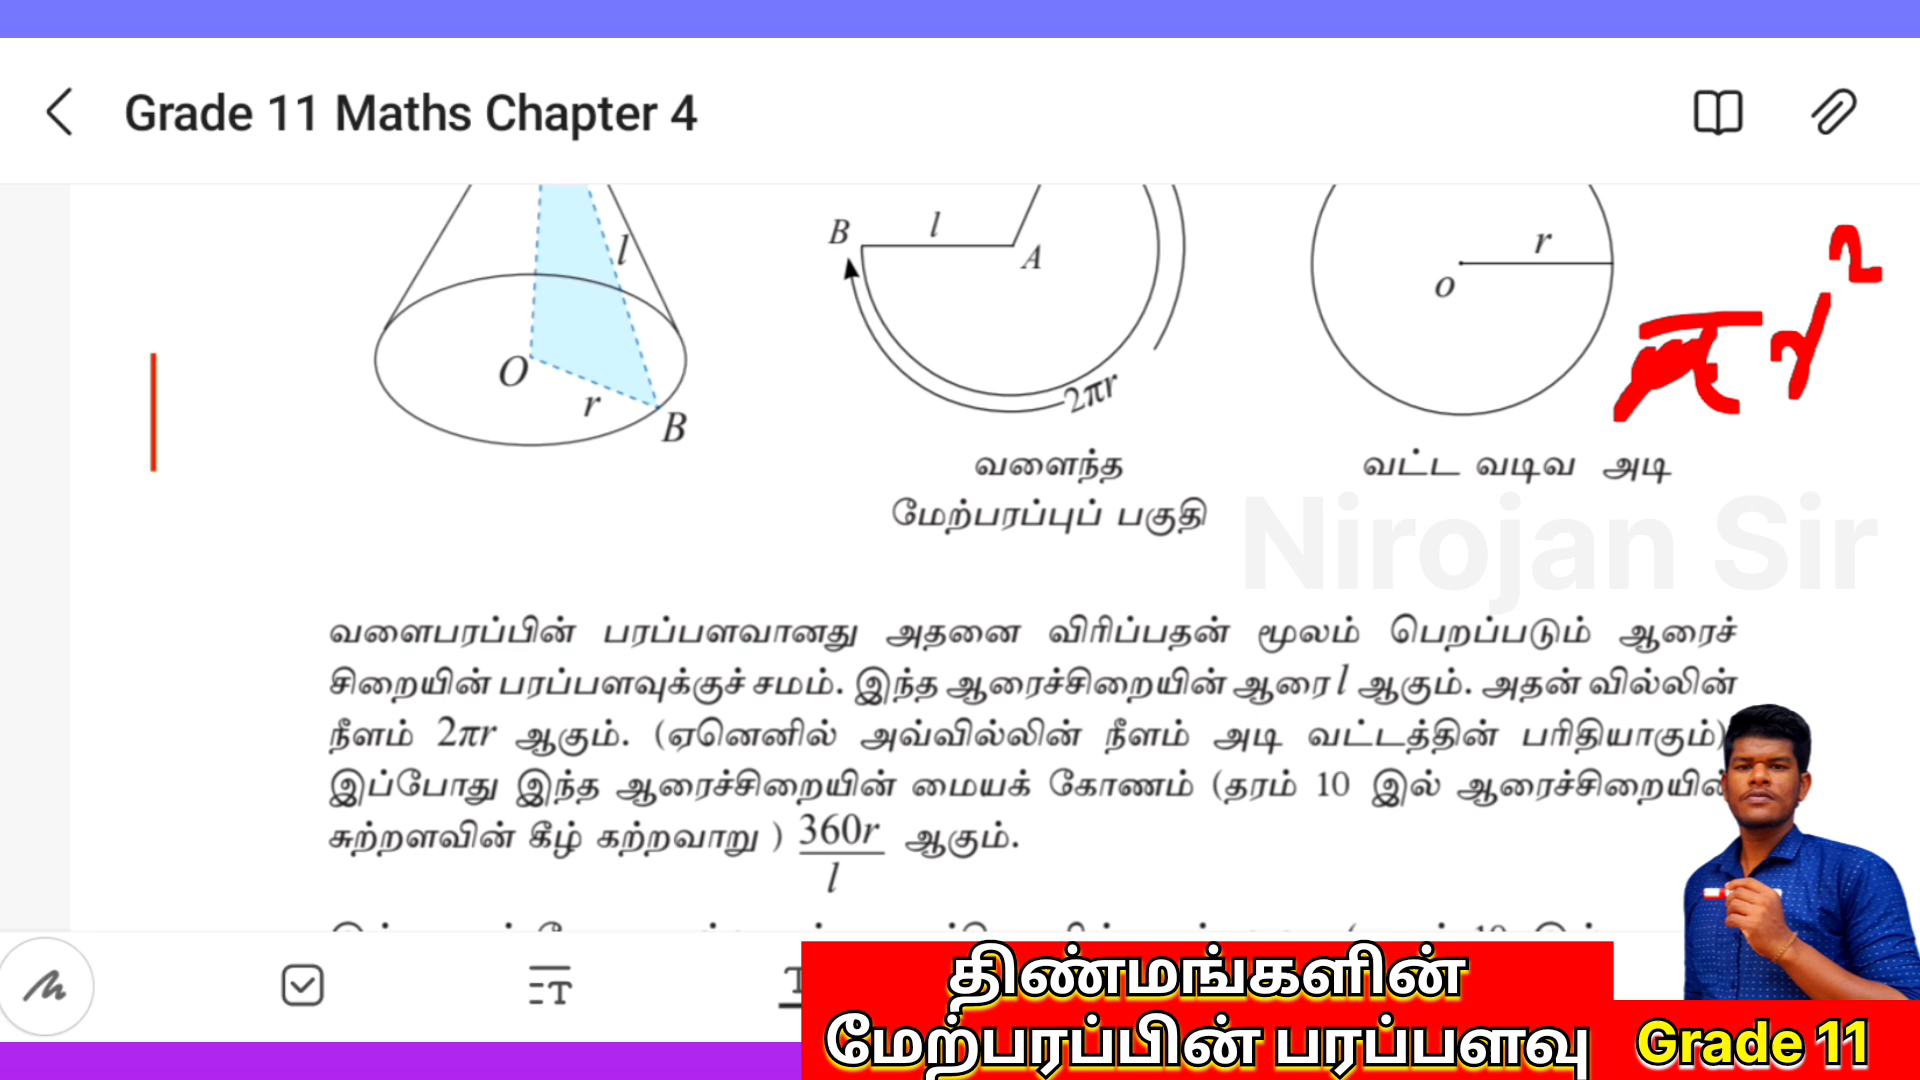 Grade 11 Maths Chapter 4
l
O
r
B
B
l
A
2πr
o
r
πr²
வளைந்த
மேற்பரப்புப் பகுதி
வட்ட வடிவ அடி
Nirojan Sir
வளைபரப்பின் பரப்பளவானது அதனை விரிப்பதன் மூலம் பெறப்படும் ஆரைச்
சிறையின் பரப்பளவுக்குச் சமம். இந்த ஆரைச்சிறையின் ஆரை l ஆகும். அதன் வில்லின்
நீளம் 2πr ஆகும். (ஏனெனில் அவ்வில்லின் நீளம் அடி வட்டத்தின் பரிதியாகும்)
இப்போது இந்த ஆரைச்சிறையின் மையக் கோணம் (தரம் 10 இல் ஆரைச்சிறையின்
சுற்றளவின் கீழ் கற்றவாறு ) 360r/l ஆகும்.
திண்மங்களின்
மேற்பரப்பின் பரப்பளவு
Grade 11